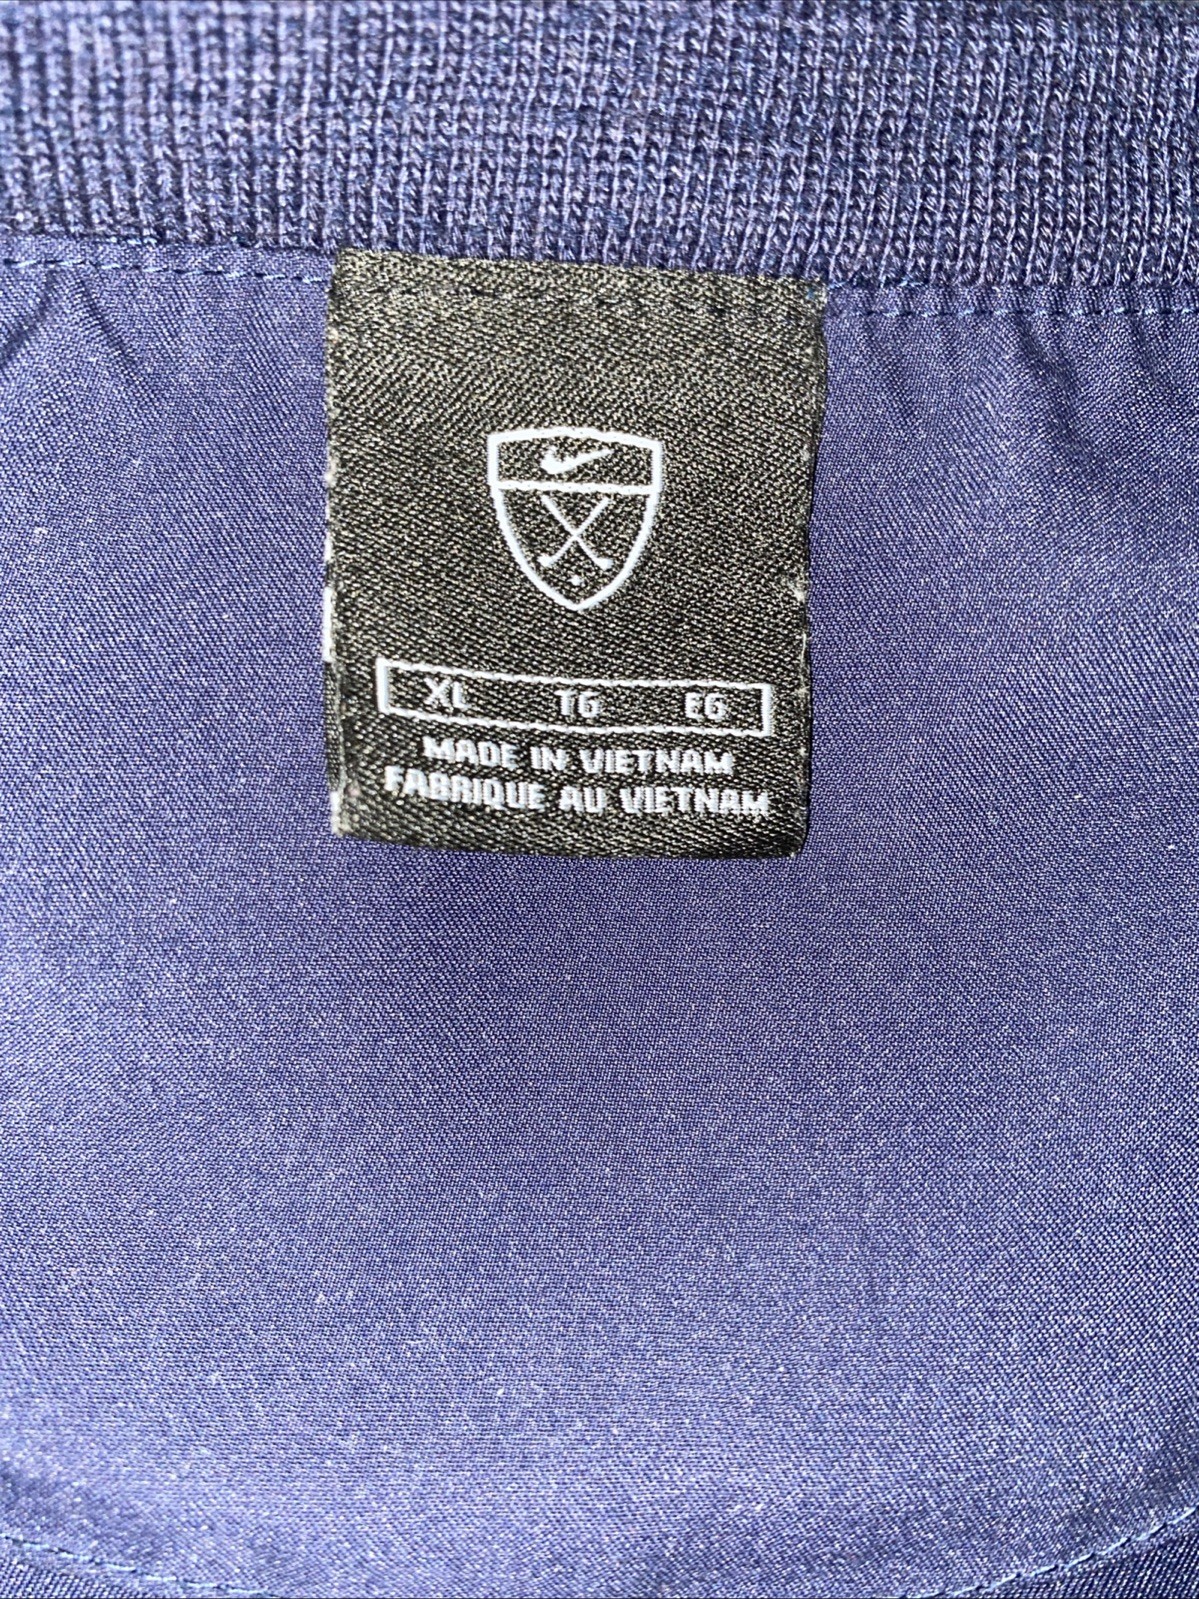 XL TG EG
MADE IN VIETNAM
FABRIQUE AU VIETNAM